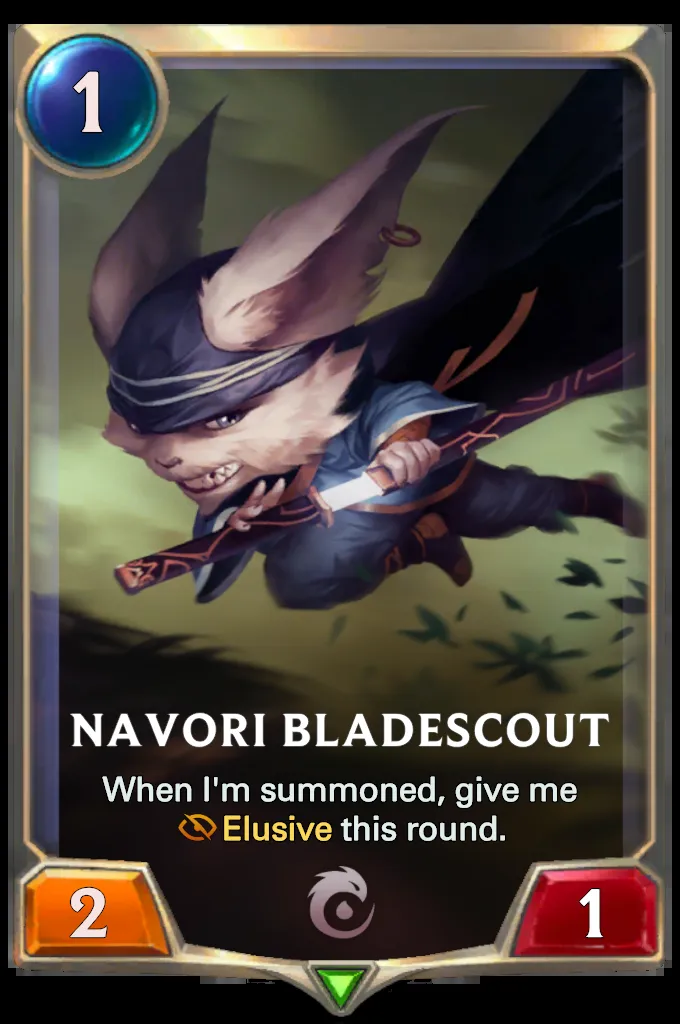 1
NAVORI BLADESCOUT
When I'm summoned, give me
Elusive this round.
2
1